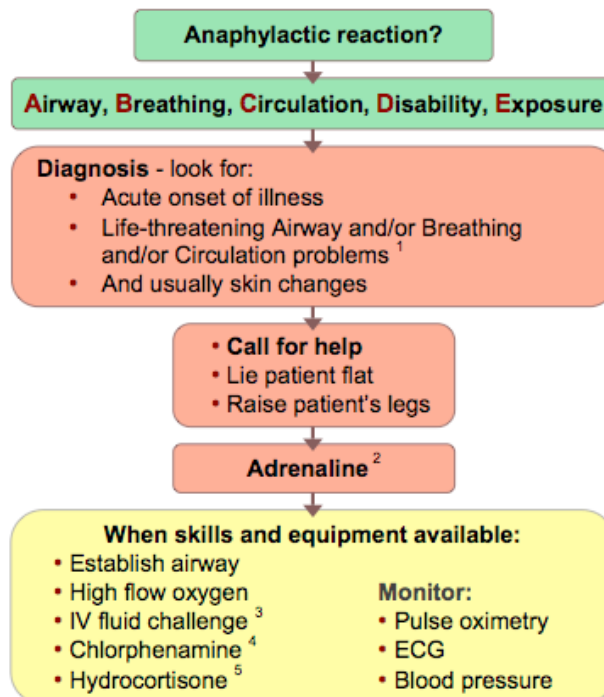 Anaphylactic reaction?
Airway, Breathing, Circulation, Disability, Exposure
Diagnosis - look for:
• Acute onset of illness
• Life-threatening Airway and/or Breathing
and/or Circulation problems 1
• And usually skin changes
• Call for help
• Lie patient flat
• Raise patient's legs
Adrenaline 2
When skills and equipment available:
• Establish airway
• High flow oxygen
• IV fluid challenge 3
• Chlorphenamine 4
• Hydrocortisone 5
Monitor:
• Pulse oximetry
• ECG
• Blood pressure